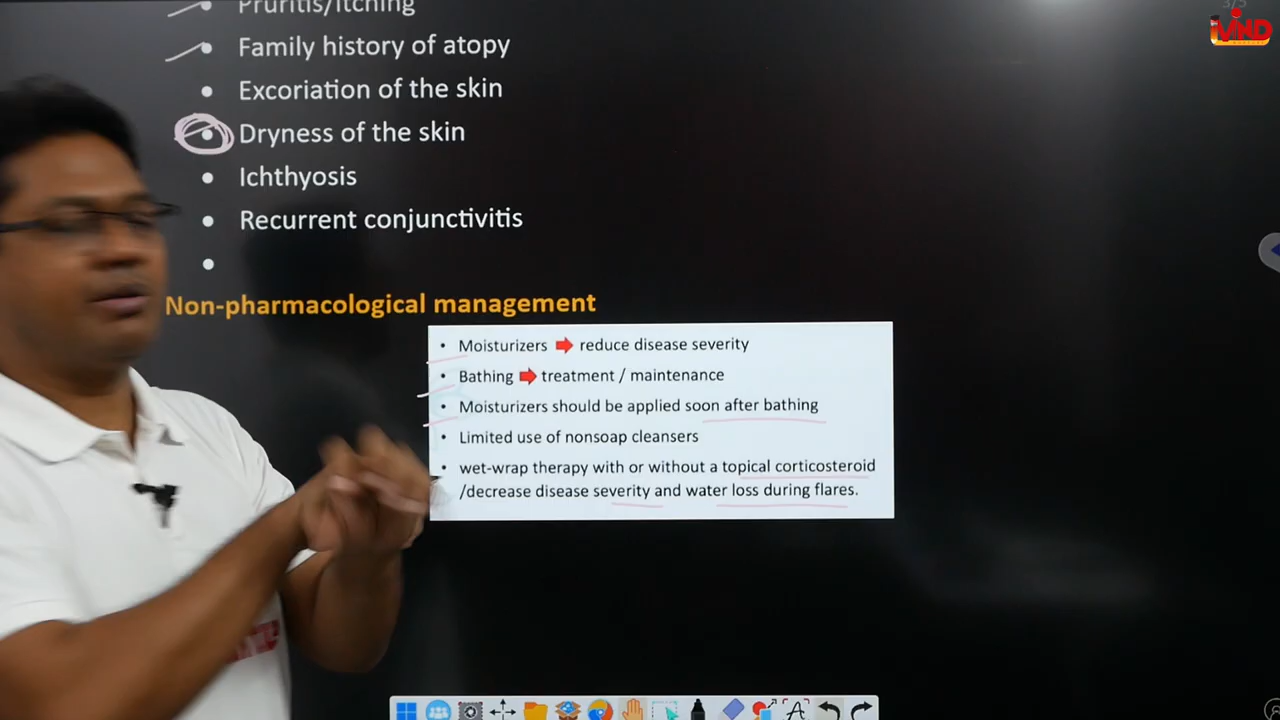 Pruritis/Itching
Family history of atopy
Excoriation of the skin
Dryness of the skin
Ichthyosis
Recurrent conjunctivitis
Non-pharmacological management
Moisturizers ➡ reduce disease severity
Bathing ➡ treatment / maintenance
Moisturizers should be applied soon after bathing
Limited use of nonsoap cleansers
wet-wrap therapy with or without a topical corticosteroid
/decrease disease severity and water loss during flares.
3/5